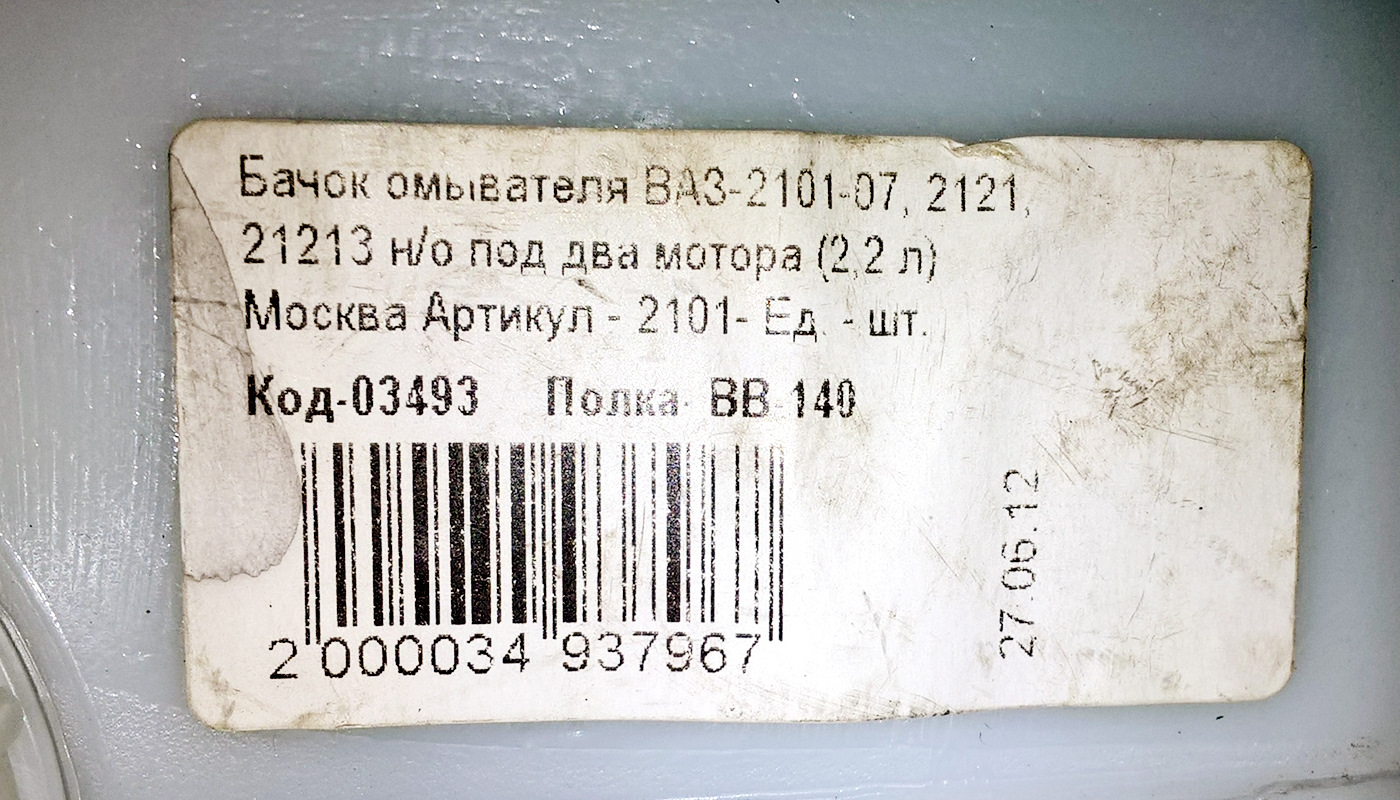 Бачок омывателя ВАЗ-2101-07, 2121,
21213 н/о под два мотора (2,2 л)
Москва Артикул - 2101- Ед. - шт.
Код-03493 Полка- ВВ-140
2 000034 937967
27.06.12